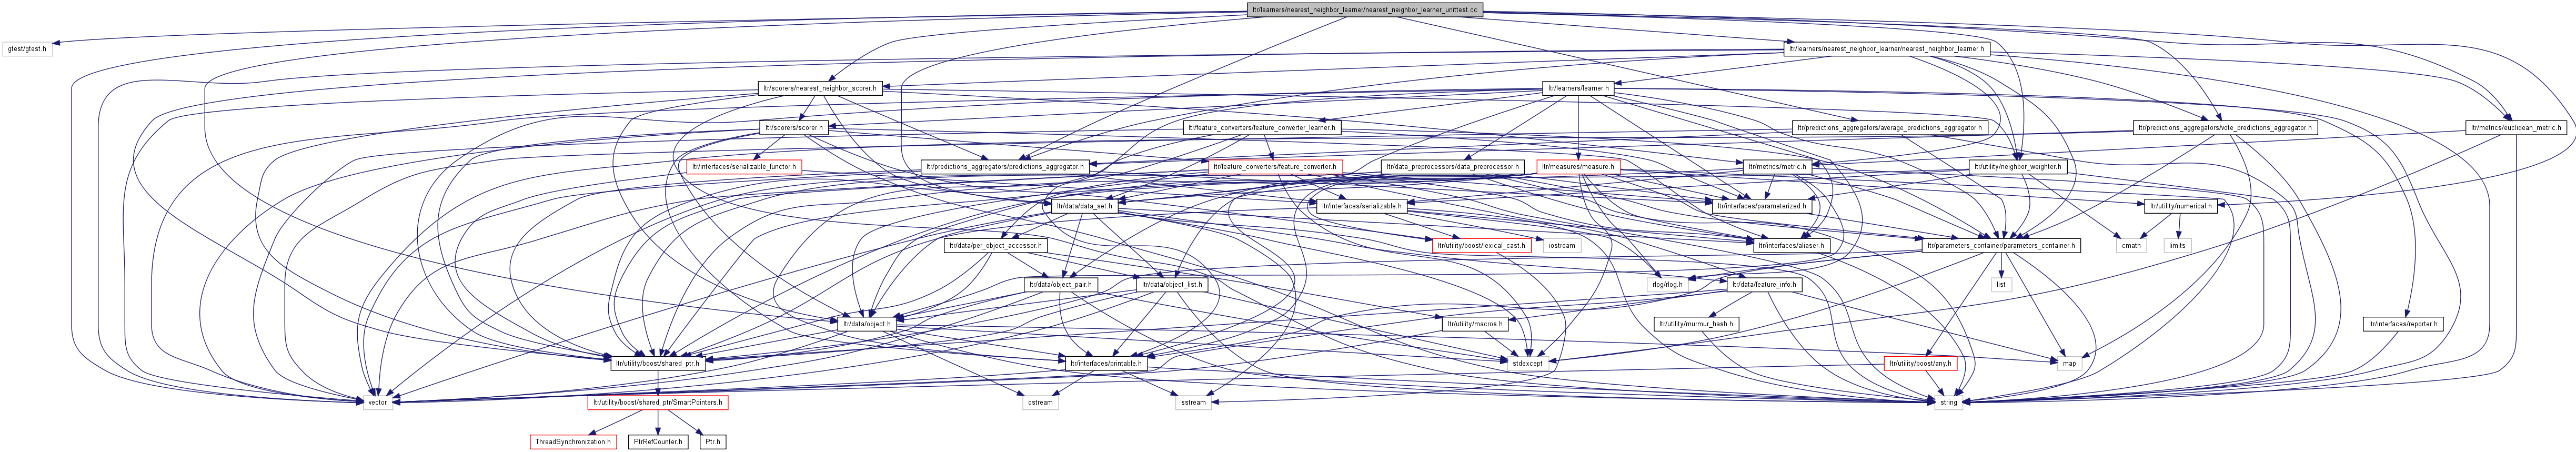 ltr/learners/nearest_neighbor_learner/nearest_neighbor_learner_unittest.cc
gtest/gtest.h
ltr/learners/nearest_neighbor_learner/nearest_neighbor_learner.h
ltr/scorers/nearest_neighbor_scorer.h
ltr/learners/learner.h
ltr/scorers/scorer.h
ltr/feature_converters/feature_converter_learner.h
ltr/predictions_aggregators/average_predictions_aggregator.h
ltr/predictions_aggregators/vote_predictions_aggregator.h
ltr/metrics/euclidean_metric.h
ltr/interfaces/serializable_functor.h
ltr/predictions_aggregators/predictions_aggregator.h
ltr/feature_converters/feature_converter.h
ltr/data_preprocessors/data_preprocessor.h
ltr/measures/measure.h
ltr/metrics/metric.h
ltr/utility/neighbor_weighter.h
ltr/data/data_set.h
ltr/interfaces/serializable.h
ltr/interfaces/parameterized.h
ltr/utility/numerical.h
ltr/data/per_object_accessor.h
ltr/utility/boost/lexical_cast.h
iostream
ltr/interfaces/aliaser.h
ltr/parameters_container/parameters_container.h
cmath
limits
ltr/data/object_pair.h
ltr/data/object_list.h
rlog/rlog.h
ltr/data/feature_info.h
list
ltr/data/object.h
ltr/utility/macros.h
ltr/utility/murmur_hash.h
ltr/interfaces/reporter.h
ltr/utility/boost/shared_ptr.h
ltr/interfaces/printable.h
stdexcept
ltr/utility/boost/any.h
map
vector
ltr/utility/boost/shared_ptr/SmartPointers.h
ostream
sstream
string
ThreadSynchronization.h
PtrRefCounter.h
Ptr.h